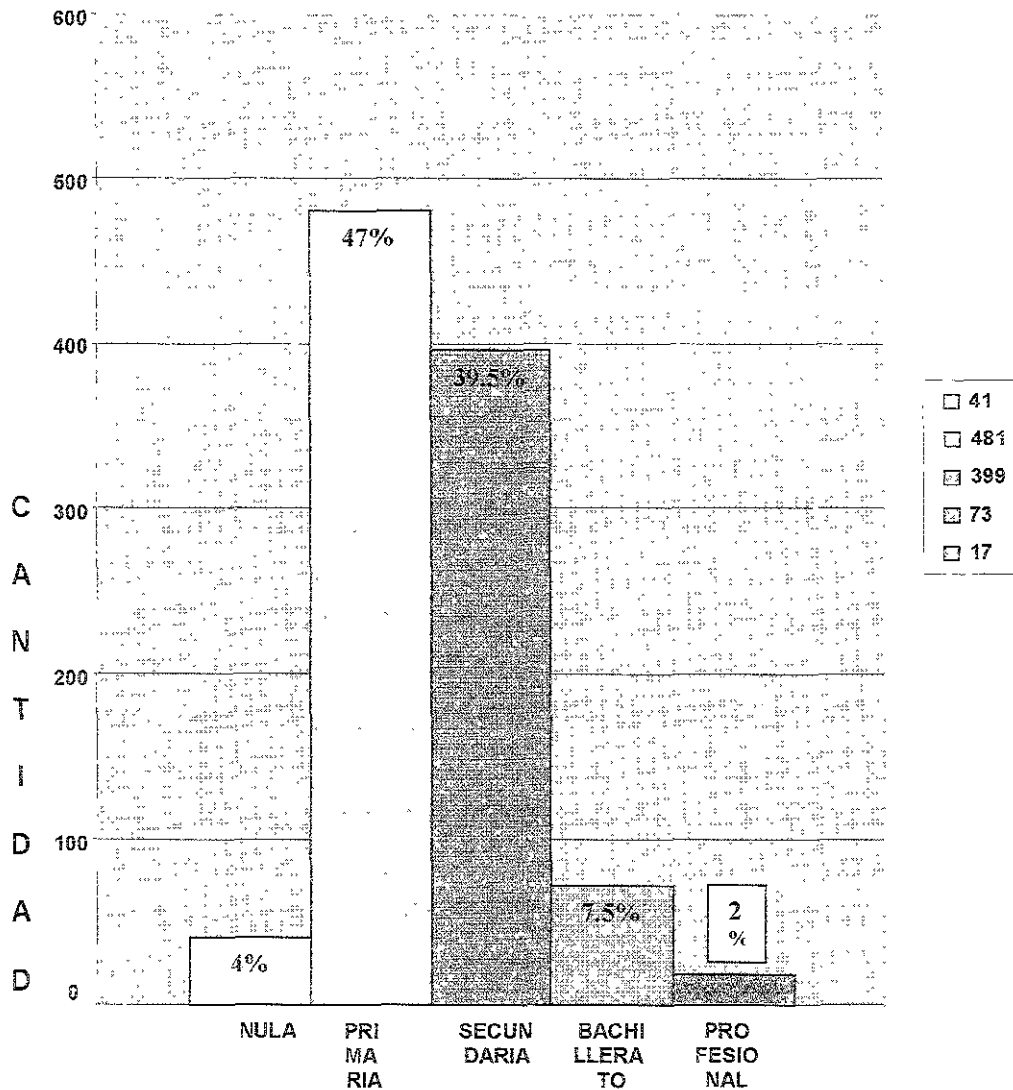 600
500
400
300
200
100
0
C
A
N
T
I
D
A
D
47%
39.5%
4%
7.5%
2
%
NULA
PRI
MA
RIA
SECUN
DARIA
BACHI
LLERA
TO
PRO
FESIO
NAL
41
481
399
73
17